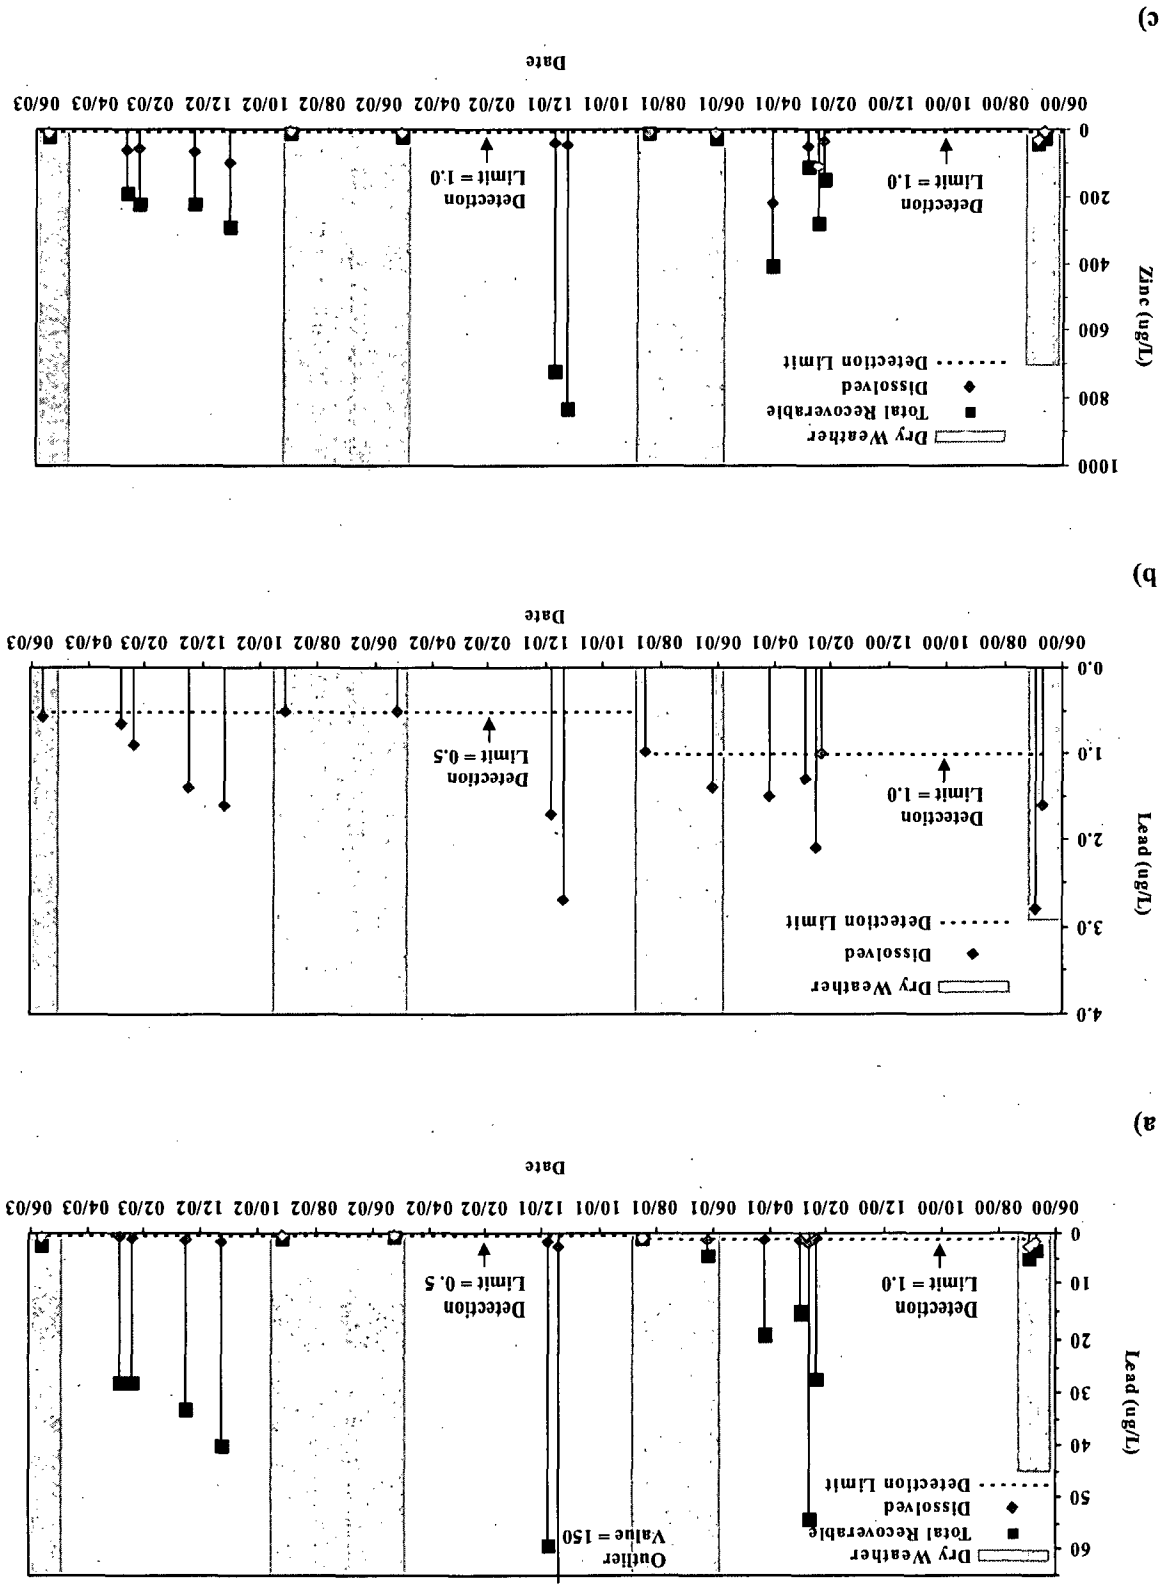 Lead (ug/L)
60
50
40
30
20
10
0
Dry Weather
Total Recoverable
Dissolved
Detection Limit
Outlier
Value = 150
Detection
Limit = 1.0
Detection
Limit = 0.5
06/00 08/00 10/00 12/00 02/01 04/01 06/01 08/01 10/01 12/01 02/02 04/02 06/02 08/02 10/02 12/02 02/03 04/03 06/03
Date
a)
Lead (ug/L)
4.0
3.0
2.0
1.0
0.0
Dry Weather
Dissolved
Detection Limit
Detection
Limit = 1.0
Detection
Limit = 0.5
06/00 08/00 10/00 12/00 02/01 04/01 06/01 08/01 10/01 12/01 02/02 04/02 06/02 08/02 10/02 12/02 02/03 04/03 06/03
Date
b)
Zinc (ug/L)
1000
800
600
400
200
0
Dry Weather
Total Recoverable
Dissolved
Detection Limit
Detection
Limit = 1.0
Detection
Limit = 1.0
06/00 08/00 10/00 12/00 02/01 04/01 06/01 08/01 10/01 12/01 02/02 04/02 06/02 08/02 10/02 12/02 02/03 04/03 06/03
Date
c)